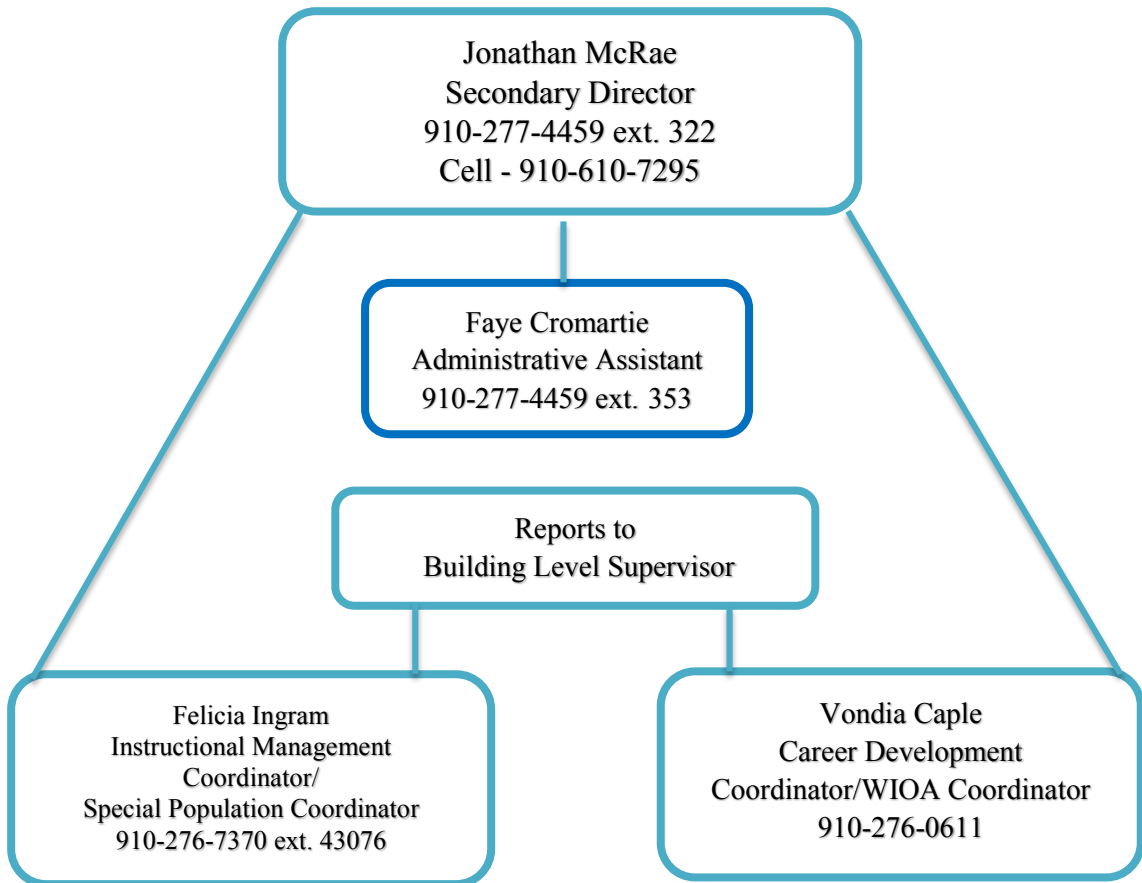 Jonathan McRae
Secondary Director
910-277-4459 ext. 322
Cell - 910-610-7295
Faye Cromartie
Administrative Assistant
910-277-4459 ext. 353
Reports to
Building Level Supervisor
Felicia Ingram
Instructional Management
Coordinator/
Special Population Coordinator
910-276-7370 ext. 43076
Vondia Caple
Career Development
Coordinator/WIOA Coordinator
910-276-0611